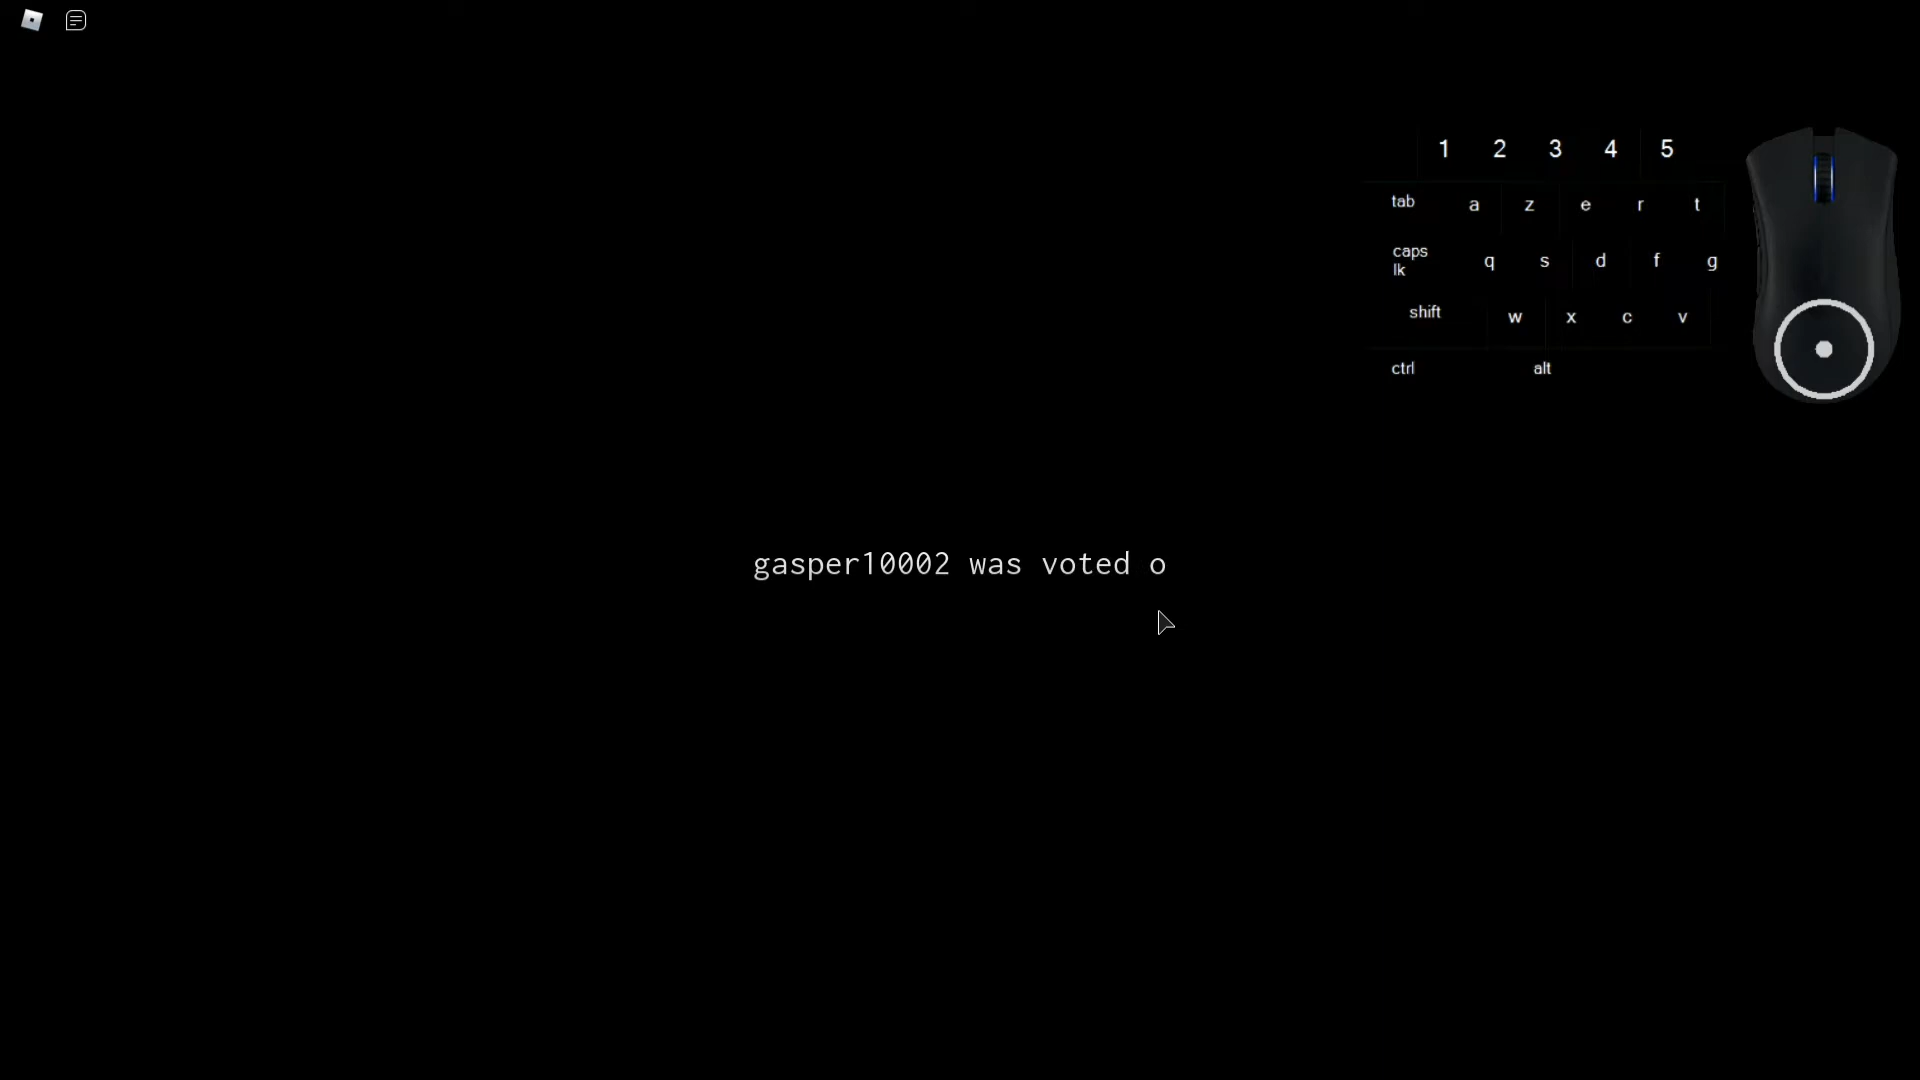 1 2 3 4 5
tab a z e r t
caps
lk q s d f g
shift w x c v
ctrl alt
gasper10002 was voted o